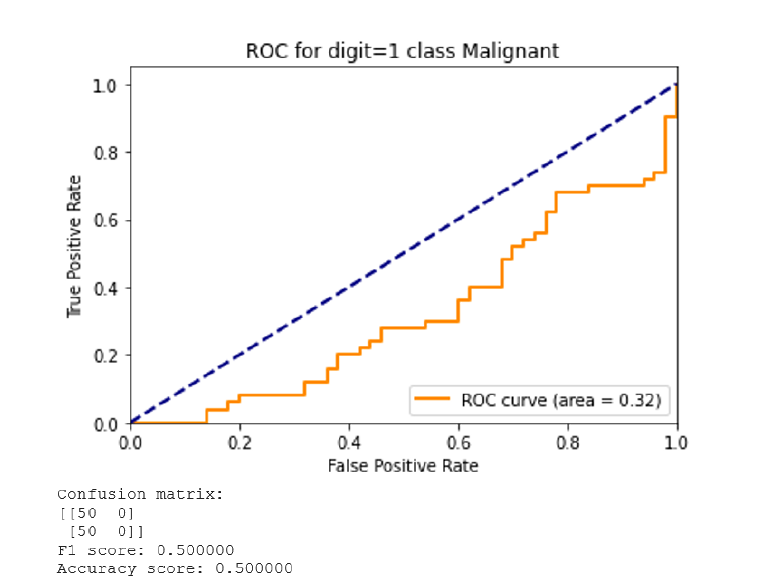 ROC for digit=1 class Malignant
True Positive Rate
1.0
0.8
0.6
0.4
0.2
0.0
ROC curve (area = 0.32)
0.0 0.2 0.4 0.6 0.8 1.0
False Positive Rate
Confusion matrix:
[[50  0]
 [50  0]]
F1 score: 0.500000
Accuracy score: 0.500000